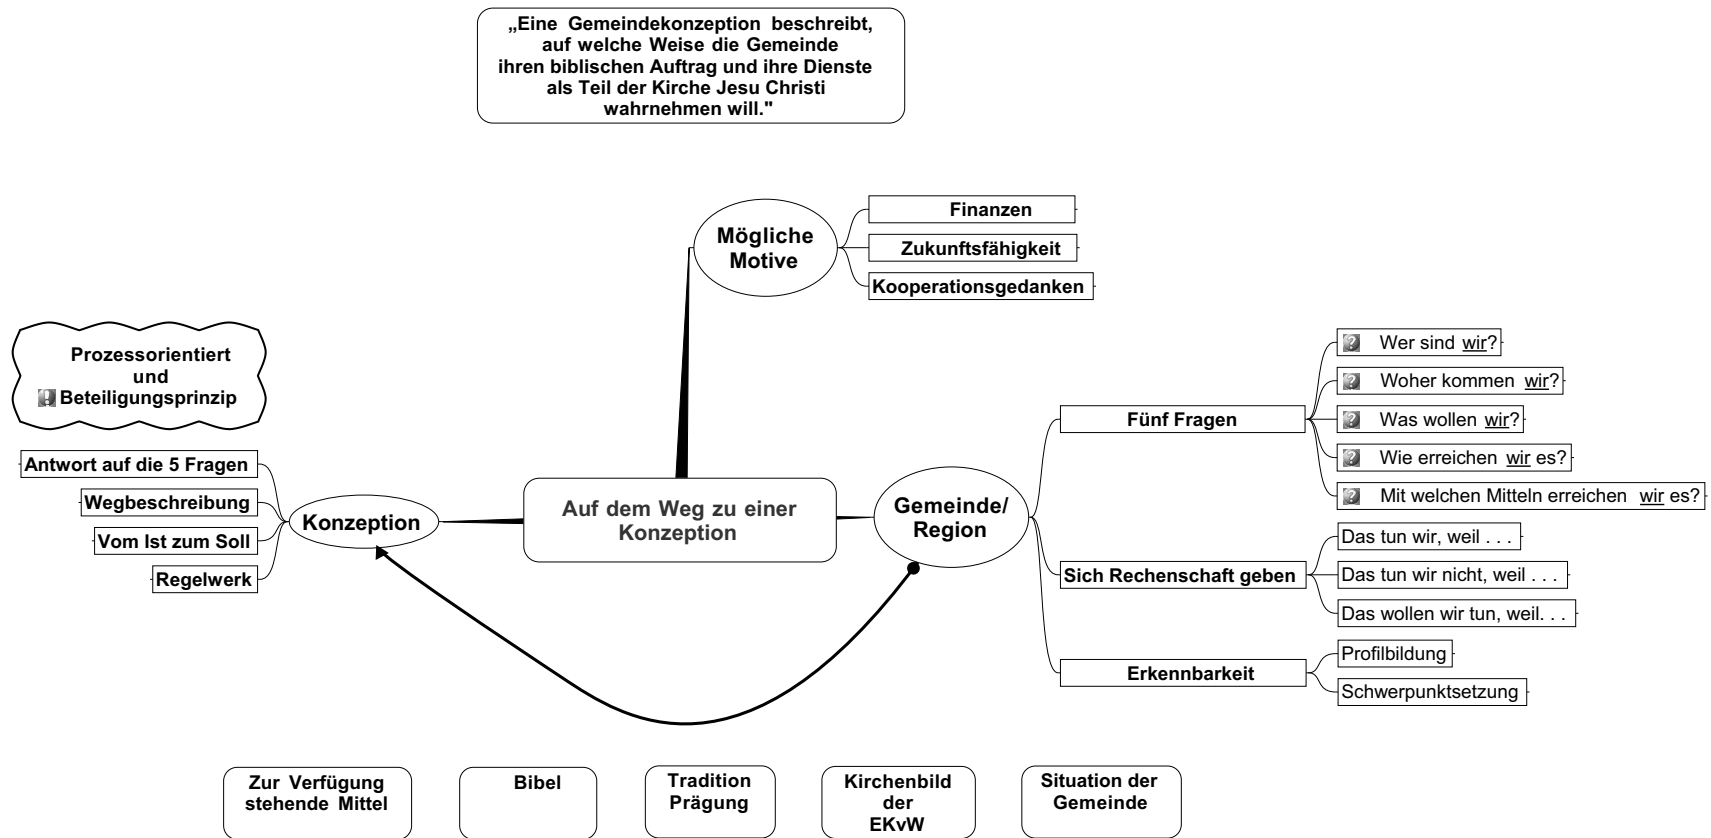 „Eine Gemeindekonzeption beschreibt,
auf welche Weise die Gemeinde
ihren biblischen Auftrag und ihre Dienste
als Teil der Kirche Jesu Christi
wahrnehmen will."
Mögliche
Motive
Finanzen
Zukunftsfähigkeit
Kooperationsgedanken
Prozessorientiert
und
Beteiligungsprinzip
Antwort auf die 5 Fragen
Wegbeschreibung
Vom Ist zum Soll
Regelwerk
Konzeption
Auf dem Weg zu einer
Konzeption
Gemeinde/
Region
Fünf Fragen
? Wer sind wir?
? Woher kommen wir?
? Was wollen wir?
? Wie erreichen wir es?
? Mit welchen Mitteln erreichen wir es?
Sich Rechenschaft geben
Das tun wir, weil . . .
Das tun wir nicht, weil . . .
Das wollen wir tun, weil. . .
Erkennbarkeit
Profilbildung
Schwerpunktsetzung
Zur Verfügung
stehende Mittel
Bibel
Tradition
Prägung
Kirchenbild
der
EKvW
Situation der
Gemeinde